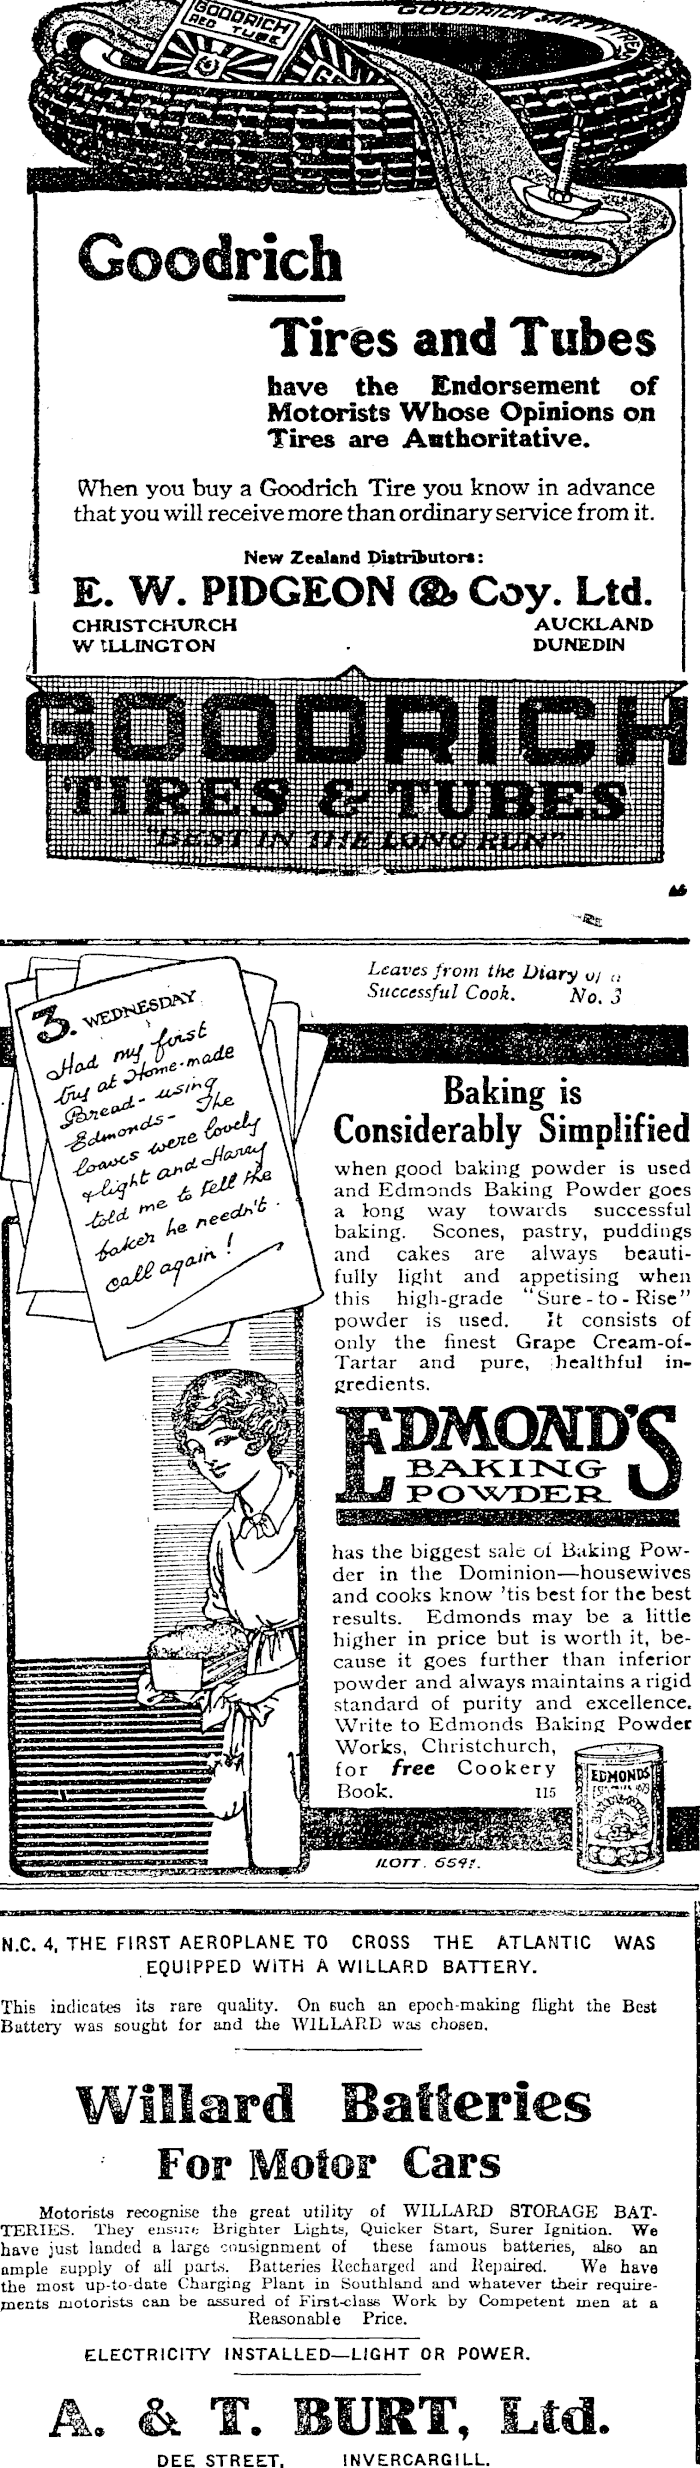 GOODRICH
RED TUBE
Goodrich
Tires and Tubes
have the Endorsement of
Motorists Whose Opinions on
Tires are Authoritative.
When you buy a Goodrich Tire you know in advance
that you will receive more than ordinary service from it.
New Zealand Distributors:
E. W. PIDGEON & Coy. Ltd.
CHRISTCHURCH AUCKLAND
WELLINGTON DUNEDIN
GOODRICH
TIRES & TUBES
"BEST IN THE LONG RUN"
Leaves from the Diary of a
Successful Cook. No. 3
3. WEDNESDAY
Had my first
try at Home-made
Bread - using
Edmonds - The
loaves were lovely
& light and Harry
told me to tell the
baker he needn't
call again!
Baking is
Considerably Simplified
when good baking powder is used
and Edmonds Baking Powder goes
a long way towards successful
baking. Scones, pastry, puddings
and cakes are always beauti-
fully light and appetising when
this high-grade "Sure-to-Rise"
powder is used. It consists of
only the finest Grape Cream-of-
Tartar and pure, healthful in-
gredients.
EDMOND'S
BAKING
POWDER
has the biggest sale of Baking Pow-
der in the Dominion—housewives
and cooks know 'tis best for the best
results. Edmonds may be a little
higher in price but is worth it, be-
cause it goes further than inferior
powder and always maintains a rigid
standard of purity and excellence.
Write to Edmonds Baking Powder
Works, Christchurch,
for free Cookery
Book. 115
EDMONDS
ILOTT.
N.C. 4, THE FIRST AEROPLANE TO CROSS THE ATLANTIC WAS
EQUIPPED WITH A WILLARD BATTERY.
This indicates its rare quality. On such an epoch-making flight the Best
Battery was sought for and the WILLARD was chosen.
Willard Batteries
For Motor Cars
Motorists recognise the great utility of WILLARD STORAGE BAT-
TERIES. They ensure Brighter Lights, Quicker Start, Surer Ignition. We
have just landed a large consignment of these famous batteries, also an
ample supply of all parts. Batteries Recharged and Repaired. We have
the most up-to-date Charging Plant in Southland and whatever their require-
ments motorists can be assured of First-class Work by Competent men at a
Reasonable Price.
ELECTRICITY INSTALLED—LIGHT OR POWER.
A. & T. BURT, Ltd.
DEE STREET, INVERCARGILL.